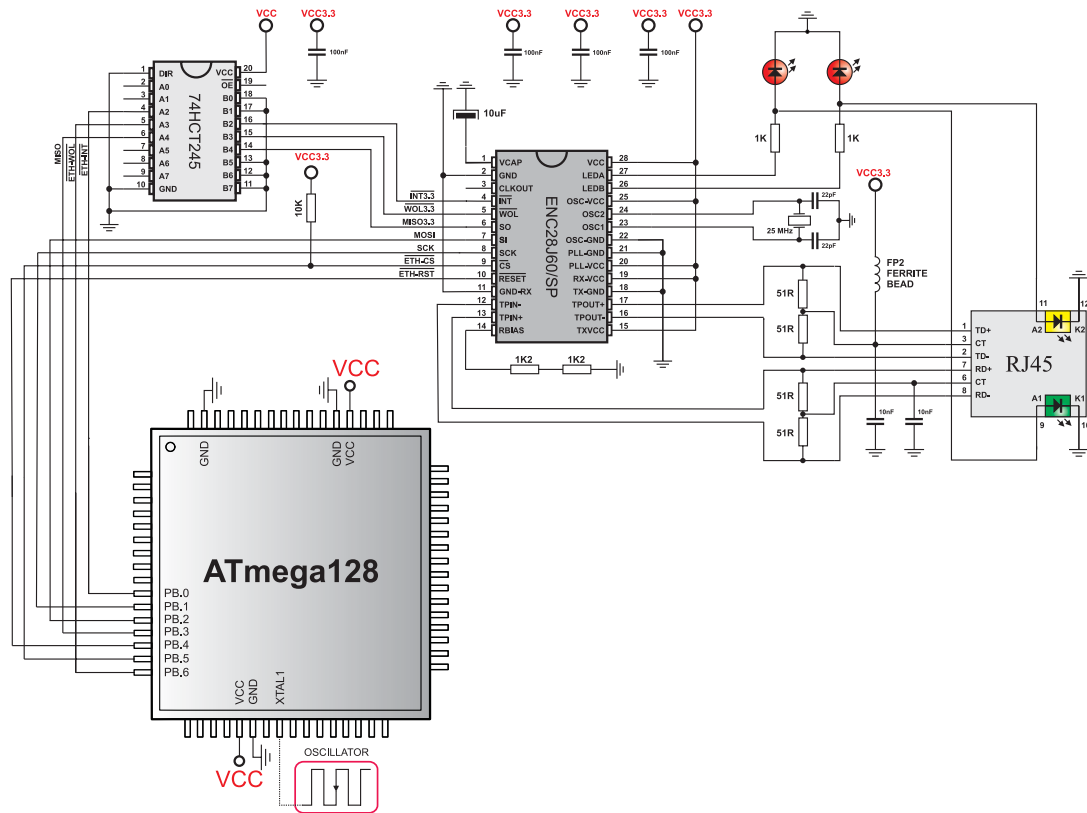 VCC
VCC3.3
VCC3.3
VCC3.3
VCC3.3
VCC3.3
100nF
100nF
100nF
100nF
1 DIR VCC 20
2 A0 OE 19
3 A1 B0 18
4 A2 B1 17
5 A3 B2 16
6 A4 B3 15
7 A5 B4 14
8 A6 B5 13
9 A7 B6 12
10 GND B7 11
74HCT245
MISO
ETH-WOL
ETH-INT
VCC3.3
10K
10uF
1K
1K
1 VCAP VCC 28
2 GND LEDA 27
3 CLKOUT LEDB 26
4 INT OSC-VCC 25
5 WOL OSC2 24
6 SO OSC1 23
7 SI OSC-GND 22
8 SCK PLL-GND 21
9 CS PLL-VCC 20
10 RESET RX-VCC 19
11 GND-RX TX-GND 18
12 TPIN- TPOUT+ 17
13 TPIN+ TPOUT- 16
14 RBIAS TXVCC 15
ENC28J60/SP
INT3.3
WOL3.3
MISO3.3
MOSI
SCK
ETH-CS
ETH-RST
22pF
25 MHz
22pF
VCC3.3
FP2
FERRITE
BEAD
51R
51R
51R
51R
10nF
10nF
1K2
1K2
11
12
A2
K2
1 TD+
3 CT
2 TD-
7 RD+
6 CT
8 RD-
RJ45
A1
K1
9
10
VCC
GND
GND
VCC
ATmega128
PB.0
PB.1
PB.2
PB.3
PB.4
PB.5
PB.6
VCC
GND
XTAL1
VCC
OSCILLATOR